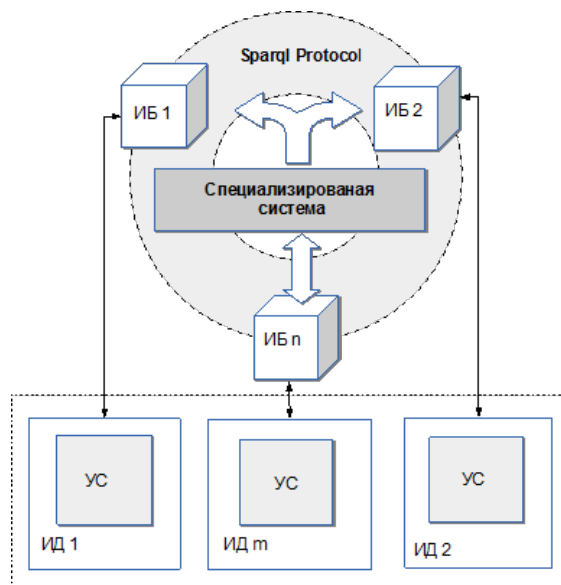 Sparql Protocol
ИБ 1
ИБ 2
Специализированая
система
ИБ n
УС
УС
УС
ИД 1
ИД m
ИД 2